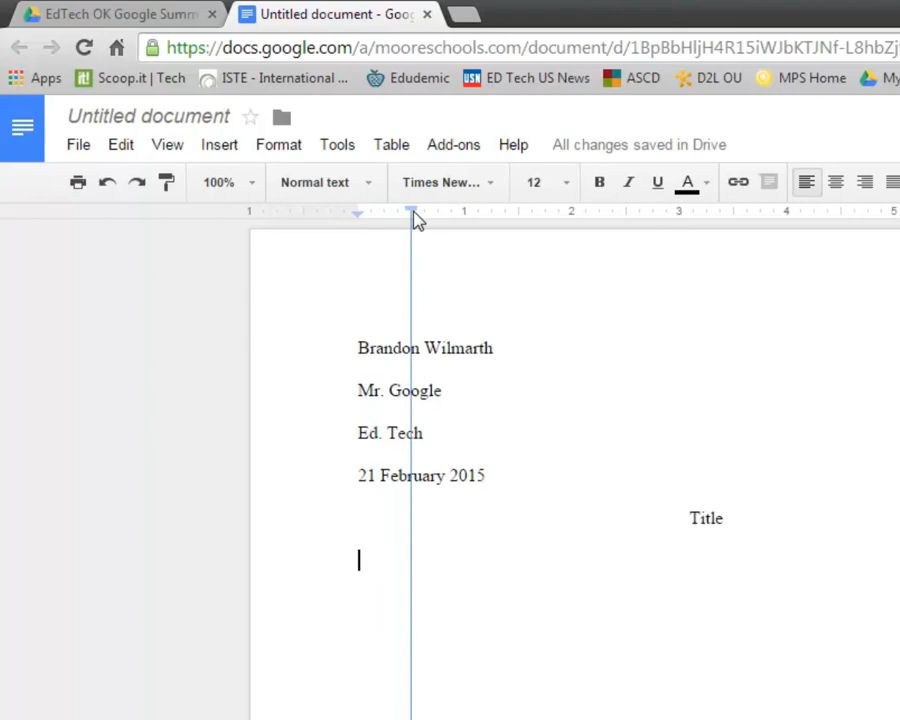 EdTech OK Google Summ
Untitled document - Goo
https://docs.google.com/a/mooreschools.com/document/d/1BpBbHljH4R15iWJbKTJNf-L8hbZj
Apps Scoop.it | Tech ISTE - International ... Edudemic USN ED Tech US News ASCD D2L OU MPS Home My
Untitled document
File Edit View Insert Format Tools Table Add-ons Help All changes saved in Drive
100% Normal text Times New... 12 B I U A
1 1 2 3 4 5
Brandon Wilmarth
Mr. Google
Ed. Tech
21 February 2015
Title